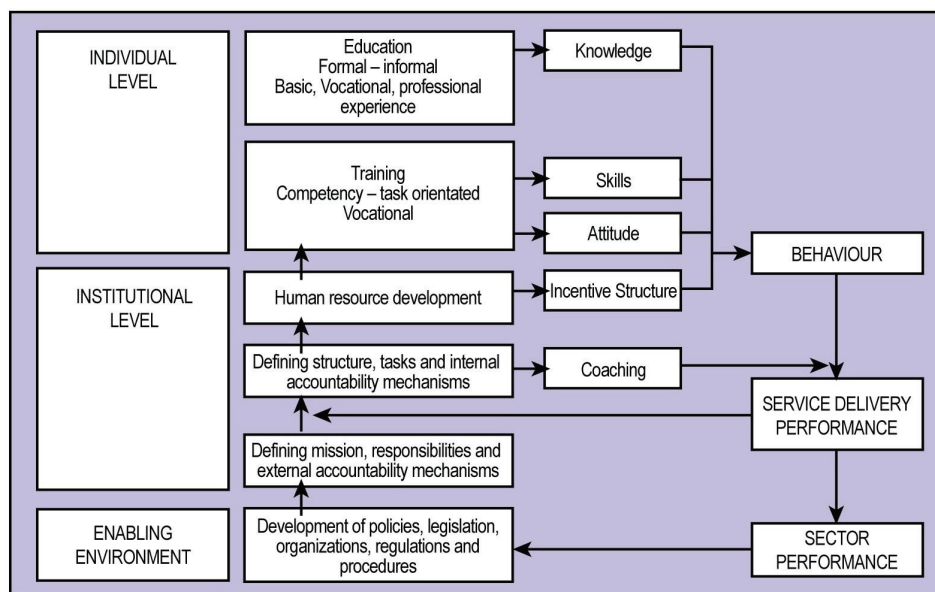 INDIVIDUAL
LEVEL
Education
Formal – informal
Basic, Vocational, professional
experience
Knowledge
Training
Competency – task orientated
Vocational
Skills
Attitude
BEHAVIOUR
INSTITUTIONAL
LEVEL
Human resource development
Incentive Structure
Defining structure, tasks and internal
accountability mechanisms
Coaching
SERVICE DELIVERY
PERFORMANCE
Defining mission, responsibilities and
external accountability mechanisms
ENABLING
ENVIRONMENT
Development of policies, legislation,
organizations, regulations and
procedures
SECTOR
PERFORMANCE